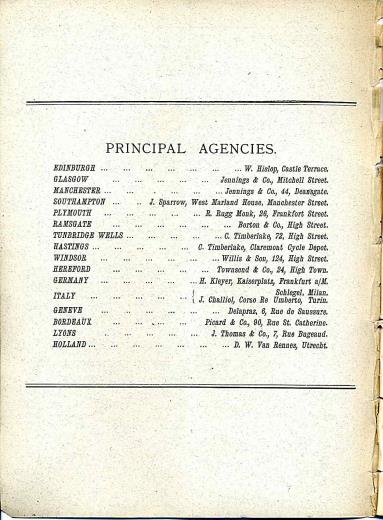 PRINCIPAL AGENCIES.
EDINBURGH ... ... ... ... ... ... ... W. Hislop, Castle Terrace.
GLASGOW ... ... ... ... ... Jennings & Co., Mitchell Street.
MANCHESTER ... ... ... ... ... Jennings & Co., 44, Deansgate.
SOUTHAMPTON ... .. J. Sparrow, West Marland House, Manchester Street.
PLYMOUTH ... ... ... ... ... R. Ragg Monk, 26, Frankfort Street.
RAMSGATE ... ... ... ... ... ... Berton & Co., High Street.
TUNBRIDGE WELLS ... ... ... ... ... C. Timberlake, 72, High Street.
HASTINGS ... ... ... ... ... C. Timberlake, Claremont Cycle Depot.
WINDSOR ... ... ... ... ... ... Willis & Son, 124, High Street.
HEREFORD ... ... ... ... ... Townsend & Co., 24, High Town.
GERMANY ... ... ... ... ... H. Kleyer, Kaiserplatz, Frankfurt a/M.
ITALY ... ... ... ... ... { Schlegel, Milan.
J. Challiol, Corso Re Umberto, Turin.
GENEVE ... ... ... ... ... Delapraz, 6, Rue de Saussure.
BORDEAUX ... ... ... ... ... Picard & Co., 90, Rue St. Catherine.
LYONS ... ... ... ... ... J. Thomas & Co., 7, Rue Bugeaud.
HOLLAND ... ... ... ... ... ... ... D. W. Van Rennes, Utrecht.